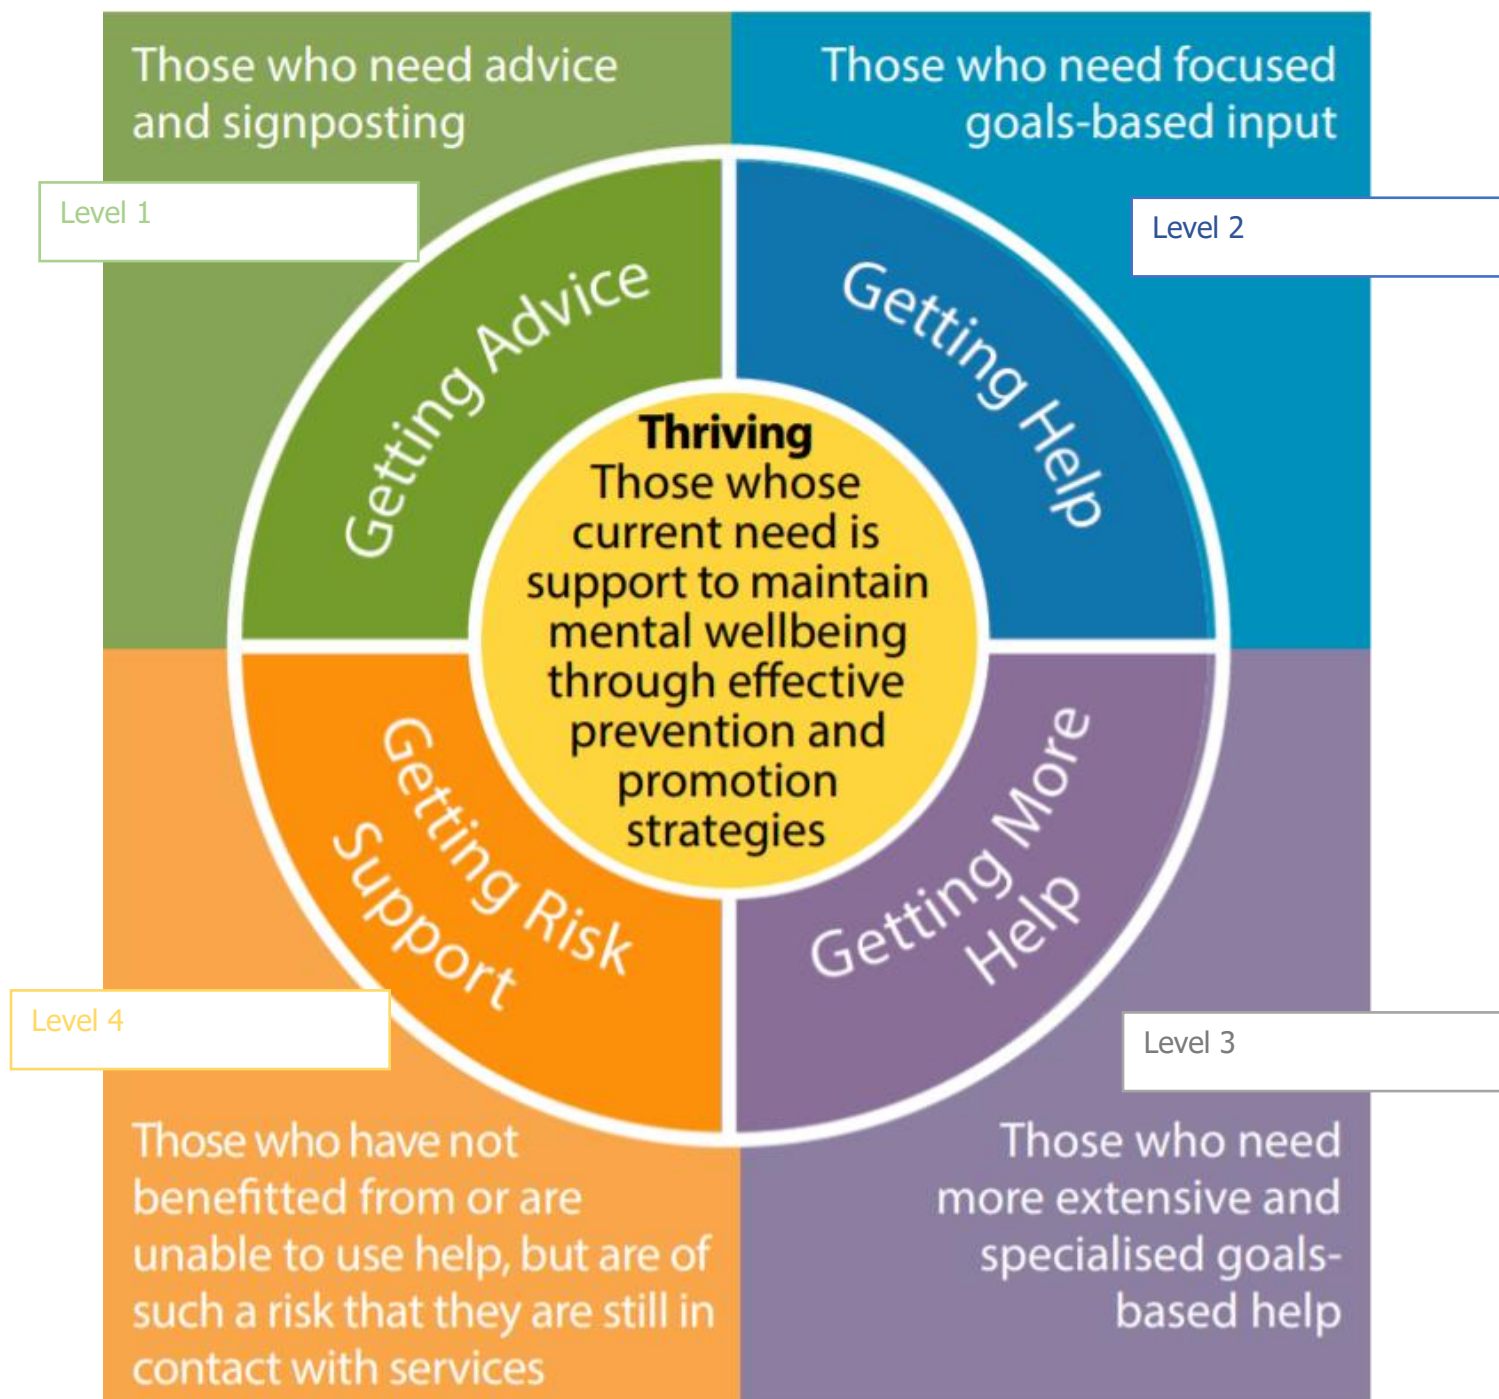 Those who need advice
and signposting
Level 1
Getting Advice
Those who need focused
goals-based input
Level 2
Getting Help
Thriving
Those whose
current need is
support to maintain
mental wellbeing
through effective
prevention and
promotion
strategies
Getting Risk
Support
Level 4
Those who have not
benefitted from or are
unable to use help, but are of
such a risk that they are still in
contact with services
Getting More
Help
Level 3
Those who need
more extensive and
specialised goals-
based help